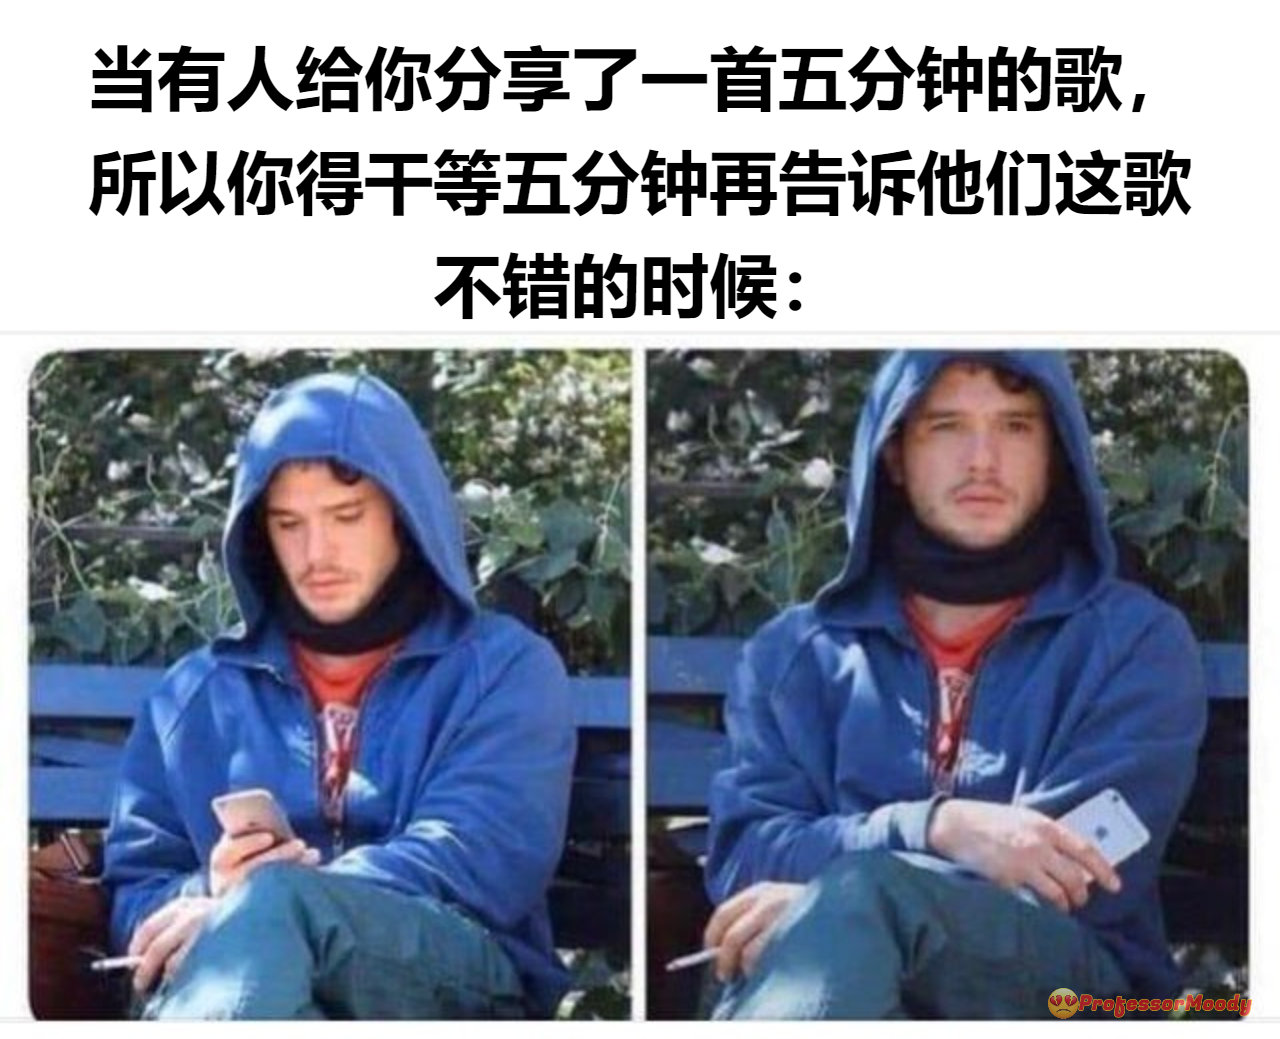 当有人给你分享了一首五分钟的歌，
所以你得干等五分钟再告诉他们这歌
不错的时候：
ProfessorMoody